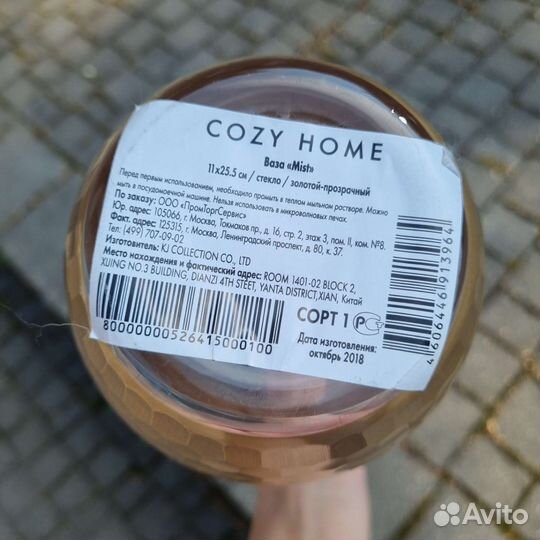 COZY HOME
Ваза «Mist»
11x25.5 см / стекло / золотой-прозрачный
Перед первым использованием, необходимо промыть в теплом мыльном растворе. Можно
мыть в посудомоечной машине. Нельзя использовать в микроволновых печах.
По заказу: ООО «ПромТоргСервис»
Юр. адрес: 105066, г. Москва, Токмаков пр., д. 16, стр. 2, этаж 3, пом. II, ком. №8.
Факт. адрес: 125315, г. Москва, Ленинградский проспект, д. 80, к. 37.
Тел: (499) 707-09-02
Изготовитель: KJ COLLECTION CO., LTD
Место нахождения и фактический адрес: ROOM 1401-02 BLOCK 2,
XIJING NO.3 BUILDING, DIANZI 4TH STEET, YANTA DISTRICT,XIAN, Китай
80000000526415000100
СОРТ 1
Дата изготовления:
октябрь 2018
4606446913964
Avito